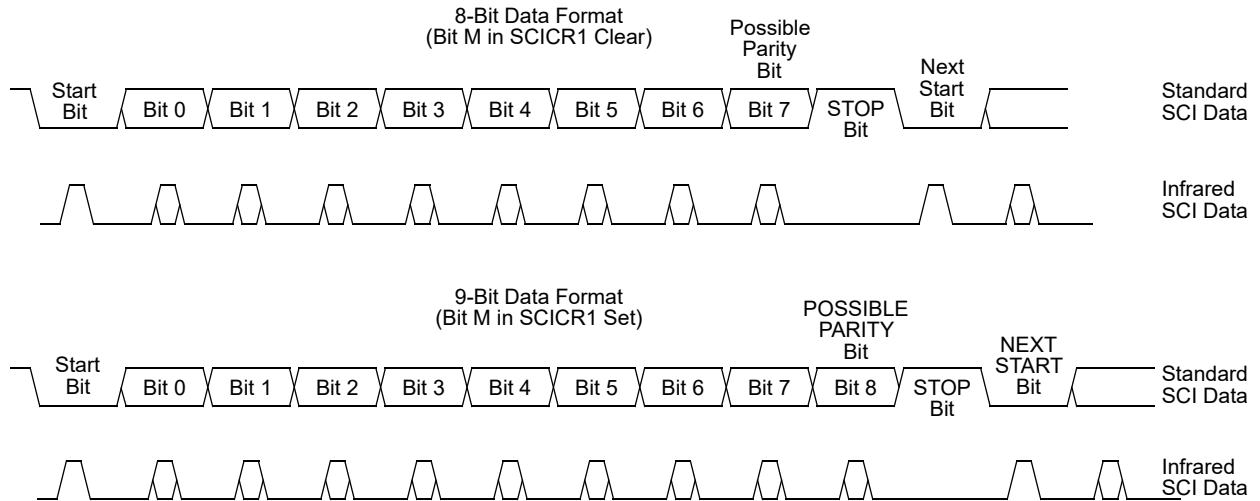 8-Bit Data Format
(Bit M in SCICR1 Clear)
Possible
Parity
Bit
Start
Bit
Bit 0
Bit 1
Bit 2
Bit 3
Bit 4
Bit 5
Bit 6
Bit 7
STOP
Bit
Next
Start
Bit
Standard
SCI Data
Infrared
SCI Data
9-Bit Data Format
(Bit M in SCICR1 Set)
POSSIBLE
PARITY
Bit
Start
Bit
Bit 0
Bit 1
Bit 2
Bit 3
Bit 4
Bit 5
Bit 6
Bit 7
Bit 8
STOP
Bit
NEXT
START
Bit
Standard
SCI Data
Infrared
SCI Data